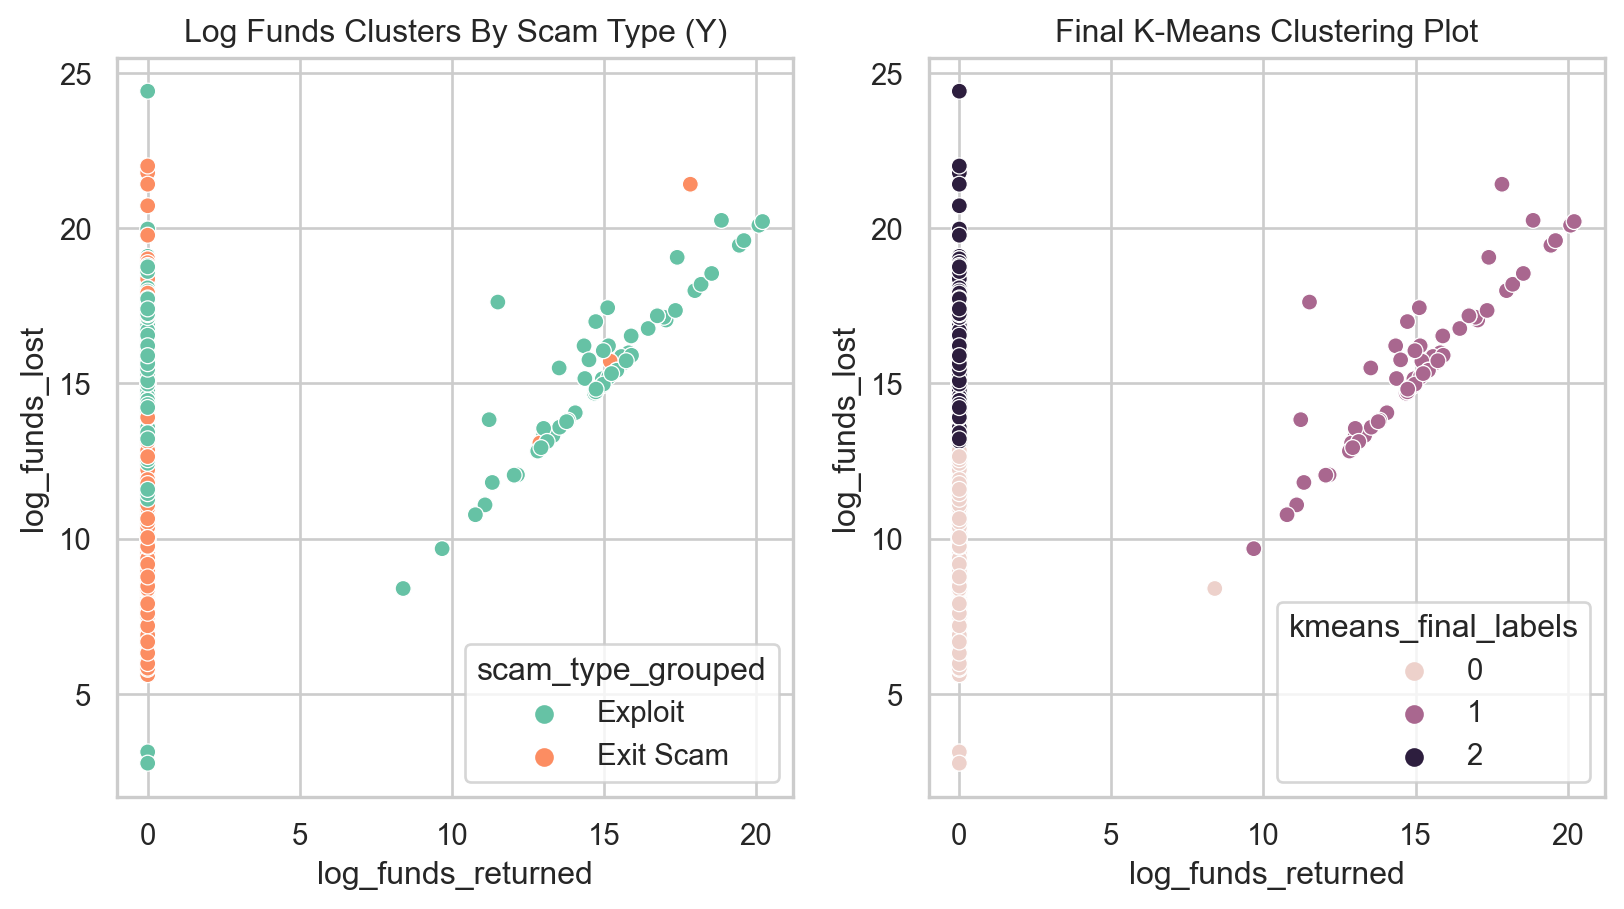 Log Funds Clusters By Scam Type (Y)
25
20
15
10
5
log_funds_lost
0 5 10 15 20
log_funds_returned
scam_type_grouped
Exploit
Exit Scam
Final K-Means Clustering Plot
25
20
15
10
5
log_funds_lost
0 5 10 15 20
log_funds_returned
kmeans_final_labels
0
1
2